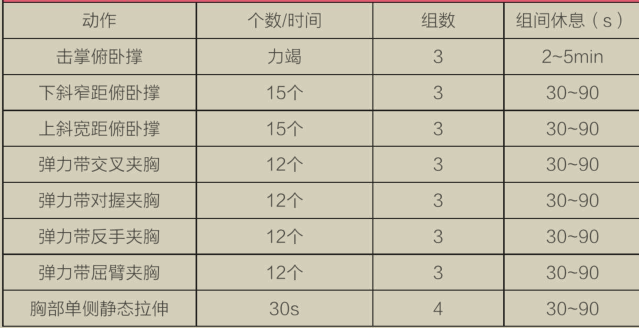 动作 个数/时间 组数 组间休息（s）
击掌俯卧撑 力竭 3 2~5min
下斜窄距俯卧撑 15个 3 30~90
上斜宽距俯卧撑 15个 3 30~90
弹力带交叉夹胸 12个 3 30~90
弹力带对握夹胸 12个 3 30~90
弹力带反手夹胸 12个 3 30~90
弹力带屈臂夹胸 12个 3 30~90
胸部单侧静态拉伸 30s 4 30~90